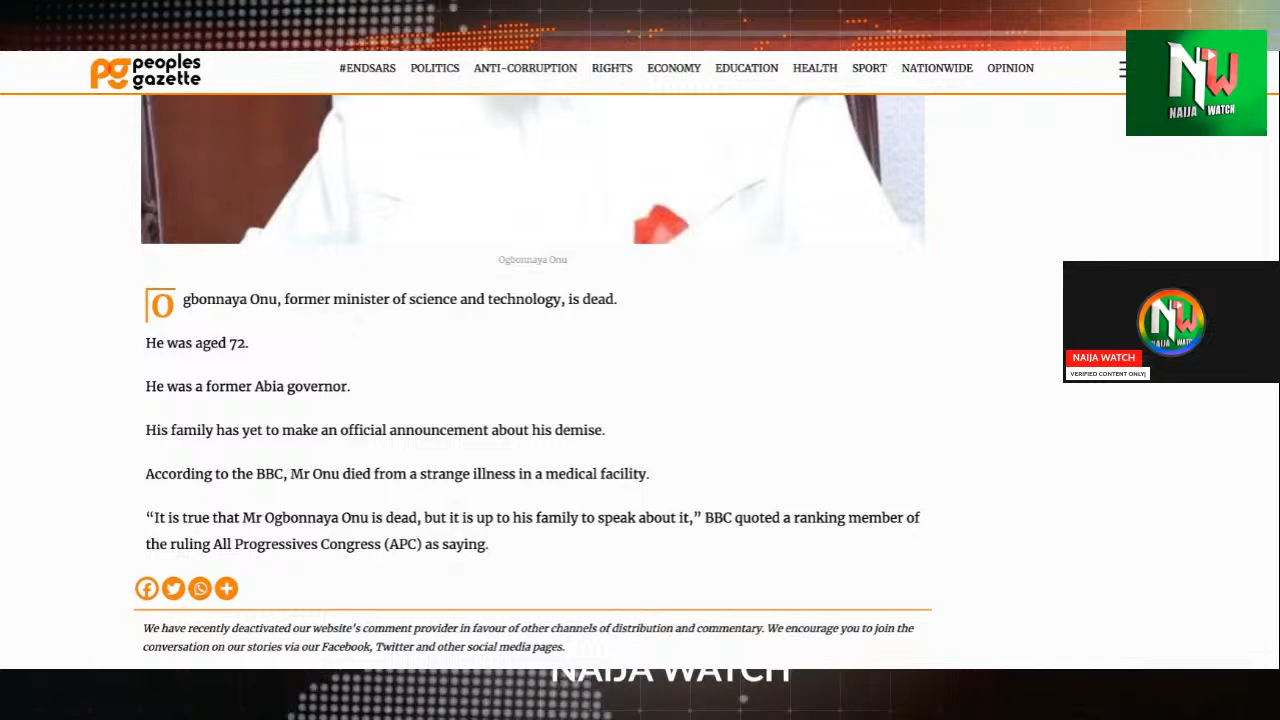 peoples
gazette
#ENDSARS POLITICS ANTI-CORRUPTION RIGHTS ECONOMY EDUCATION HEALTH SPORT NATIONWIDE OPINION
NW
NAIJA WATCH
Ogbonnaya Onu
Ogbonnaya Onu, former minister of science and technology, is dead.
He was aged 72.
He was a former Abia governor.
His family has yet to make an official announcement about his demise.
According to the BBC, Mr Onu died from a strange illness in a medical facility.
“It is true that Mr Ogbonnaya Onu is dead, but it is up to his family to speak about it,” BBC quoted a ranking member of
the ruling All Progressives Congress (APC) as saying.
We have recently deactivated our website's comment provider in favour of other channels of distribution and commentary. We encourage you to join the
conversation on our stories via our Facebook, Twitter and other social media pages.
NW
NAIJA WATCH
NAIJA WATCH
VERIFIED CONTENT ONLY|
NAIJA WATCH